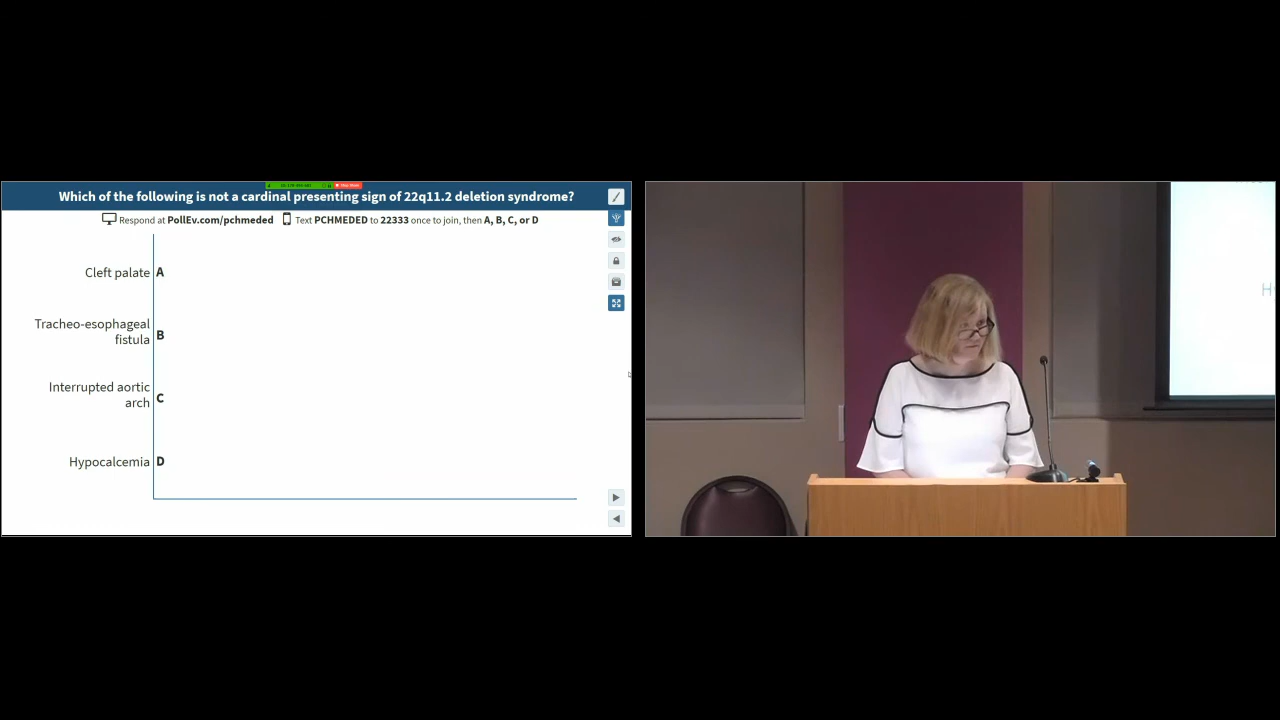 Which of the following is not a cardinal presenting sign of 22q11.2 deletion syndrome?
Respond at PollEv.com/pchmeded Text PCHMEDED to 22333 once to join, then A, B, C, or D
Cleft palate A
Tracheo-esophageal
fistula B
Interrupted aortic
arch C
Hypocalcemia D